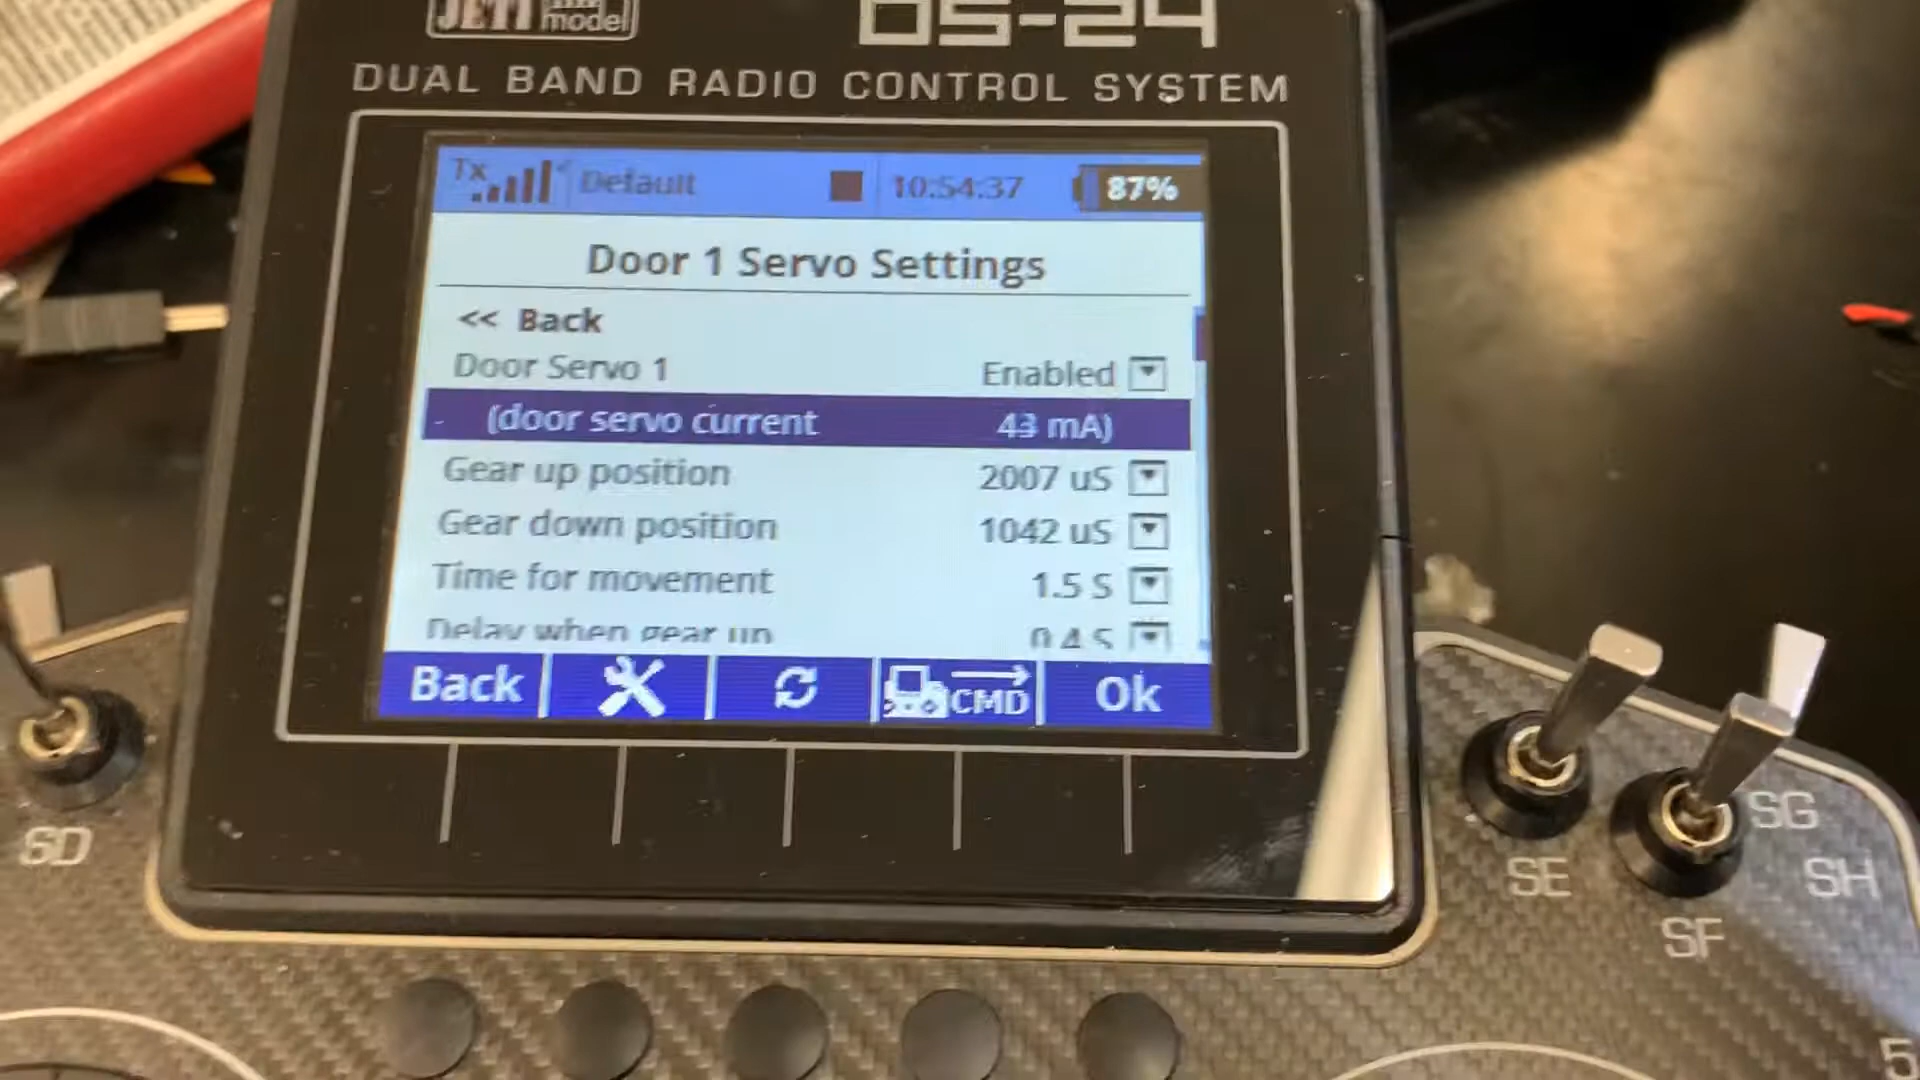 JETI model
DS-24
DUAL BAND RADIO CONTROL SYSTEM
Tx Default 10:54:37 87%
Door 1 Servo Settings
<< Back
Door Servo 1 Enabled
- (door servo current 43 mA)
Gear up position 2007 uS
Gear down position 1042 uS
Time for movement 1.5 S
Delay when gear up 0.4 S
Back CMD Ok
SD
SE
SF
SG
SH
5